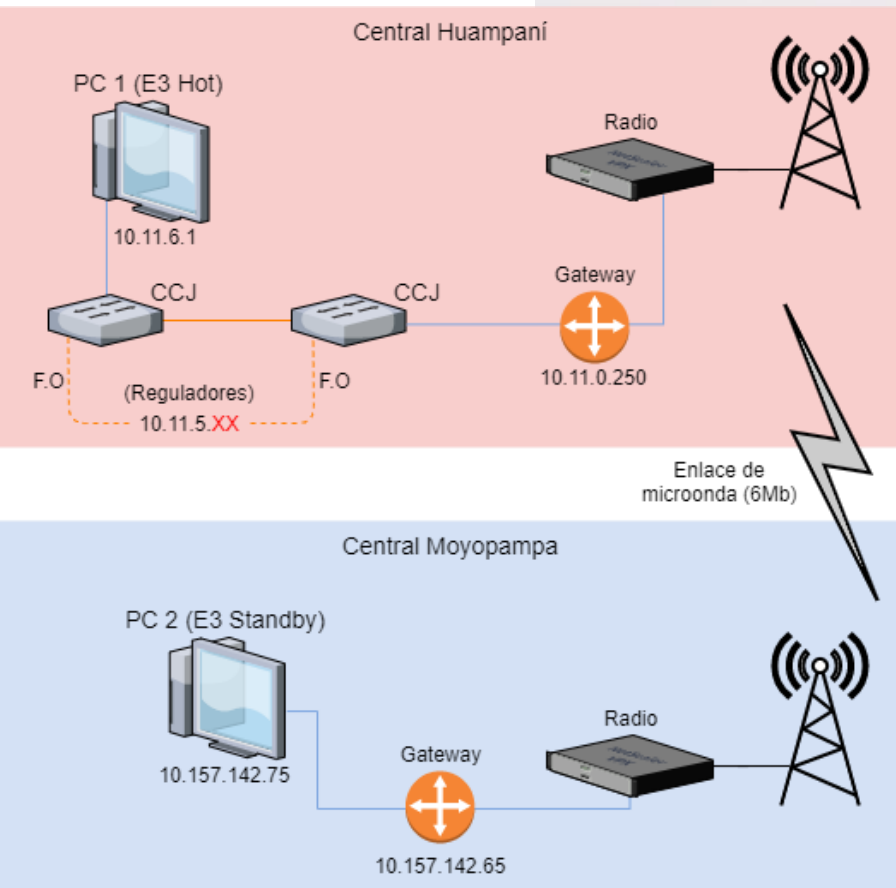 Central Huampaní
PC 1 (E3 Hot)
10.11.6.1
Radio
CCJ
CCJ
Gateway
10.11.0.250
F.O
F.O
(Reguladores)
10.11.5.XX
Enlace de
microonda (6Mb)
Central Moyopampa
PC 2 (E3 Standby)
10.157.142.75
Gateway
10.157.142.65
Radio